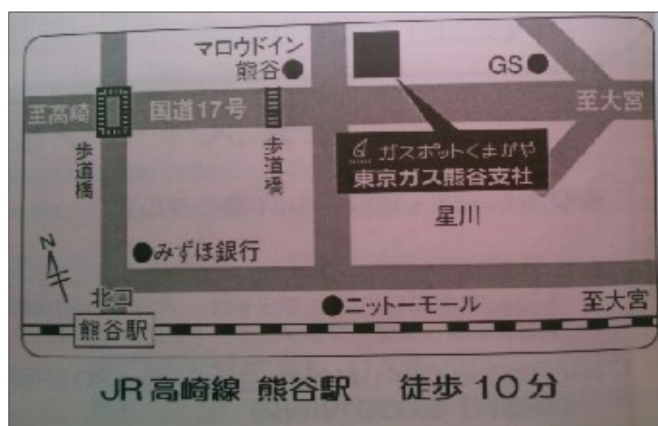 マロウドイン
熊谷
GS
至高崎
国道17号
至大宮
歩道橋
歩道橋
ガスポットくまがや
東京ガス熊谷支社
星川
N
みずほ銀行
北口
ニットーモール
至大宮
熊谷駅
JR高崎線 熊谷駅 徒歩10分